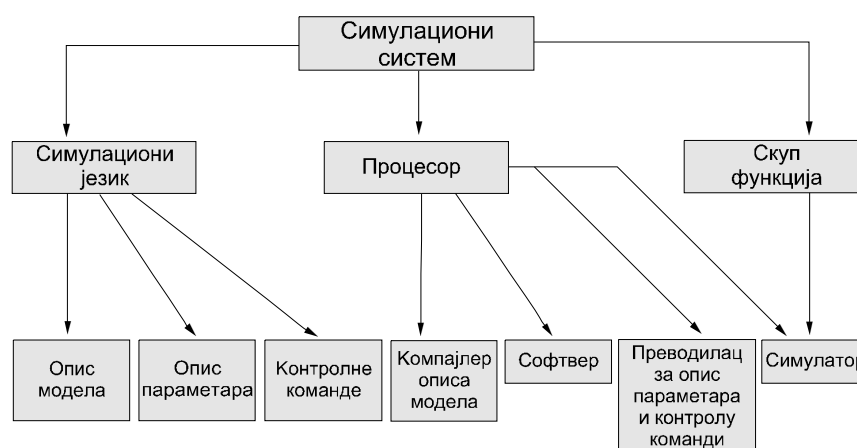 Симулациони
систем
Симулациони
језик
Процесор
Скуп
функција
Опис
модела
Опис
параметара
Контролне
команде
Компајлер
описа
модела
Софтвер
Преводилац
за опис
параметара
и контролу
команди
Симулатор